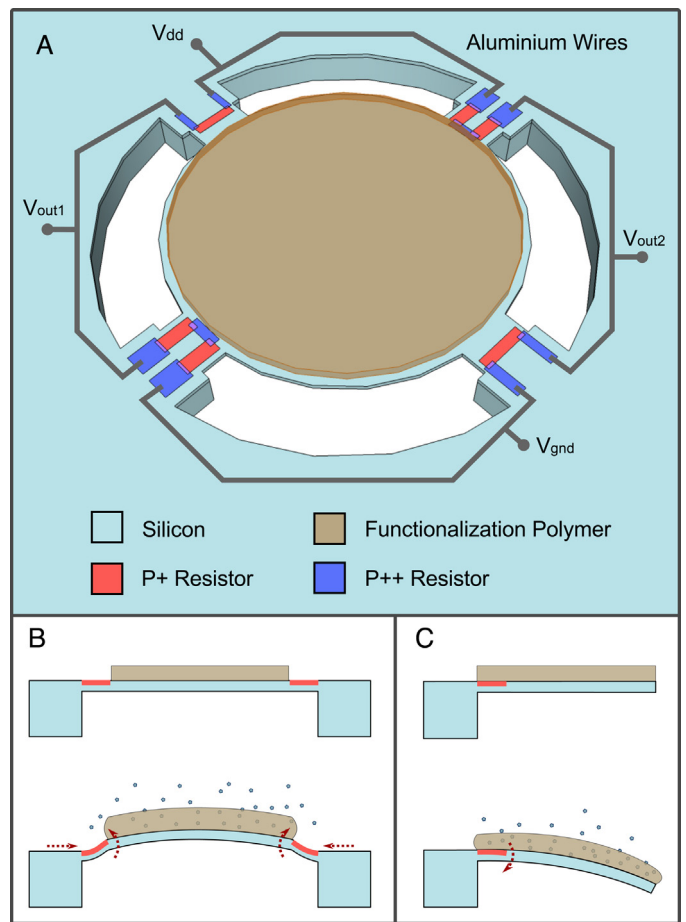 A
Vdd
Aluminium Wires
Vout1
Vout2
Vgnd
Silicon
Functionalization Polymer
P+ Resistor
P++ Resistor
B
C